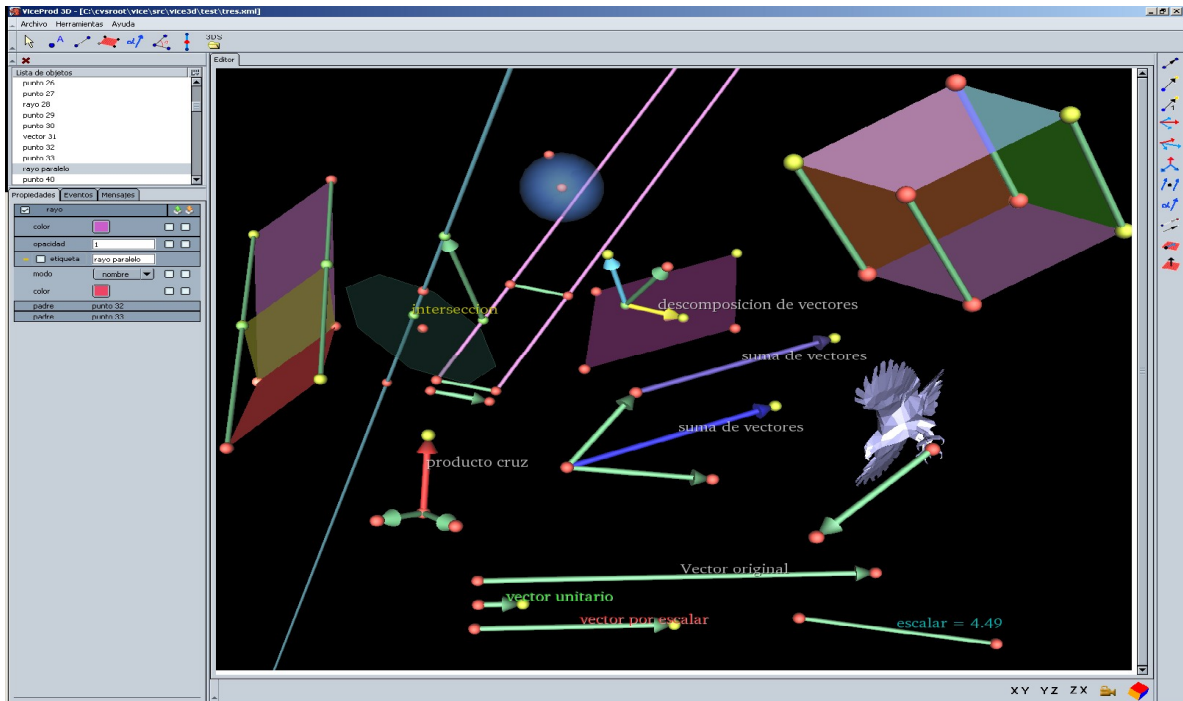 ViceProd 3D - [C:\cvsroot\vice\src\vice3d\test\tres.xml]
Archivo Herramientas Ayuda
A
α
3DS
Editor
Lista de objetos
punto 26
punto 27
rayo 28
punto 29
punto 30
vector 31
punto 32
punto 33
rayo paralelo
punto 40
Propiedades Eventos Mensajes
rayo
color
opacidad 1
etiqueta rayo paralelo
modo nombre
color
padre punto 32
padre punto 33
interseccion
descomposicion de vectores
suma de vectores
suma de vectores
producto cruz
Vector original
vector unitario
vector por escalar
escalar = 4.49
1
α
XY YZ ZX